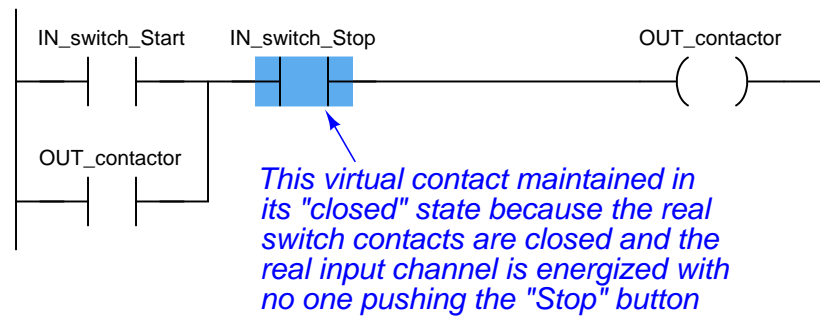 IN_switch_Start IN_switch_Stop OUT_contactor
OUT_contactor
This virtual contact maintained in
its "closed" state because the real
switch contacts are closed and the
real input channel is energized with
no one pushing the "Stop" button